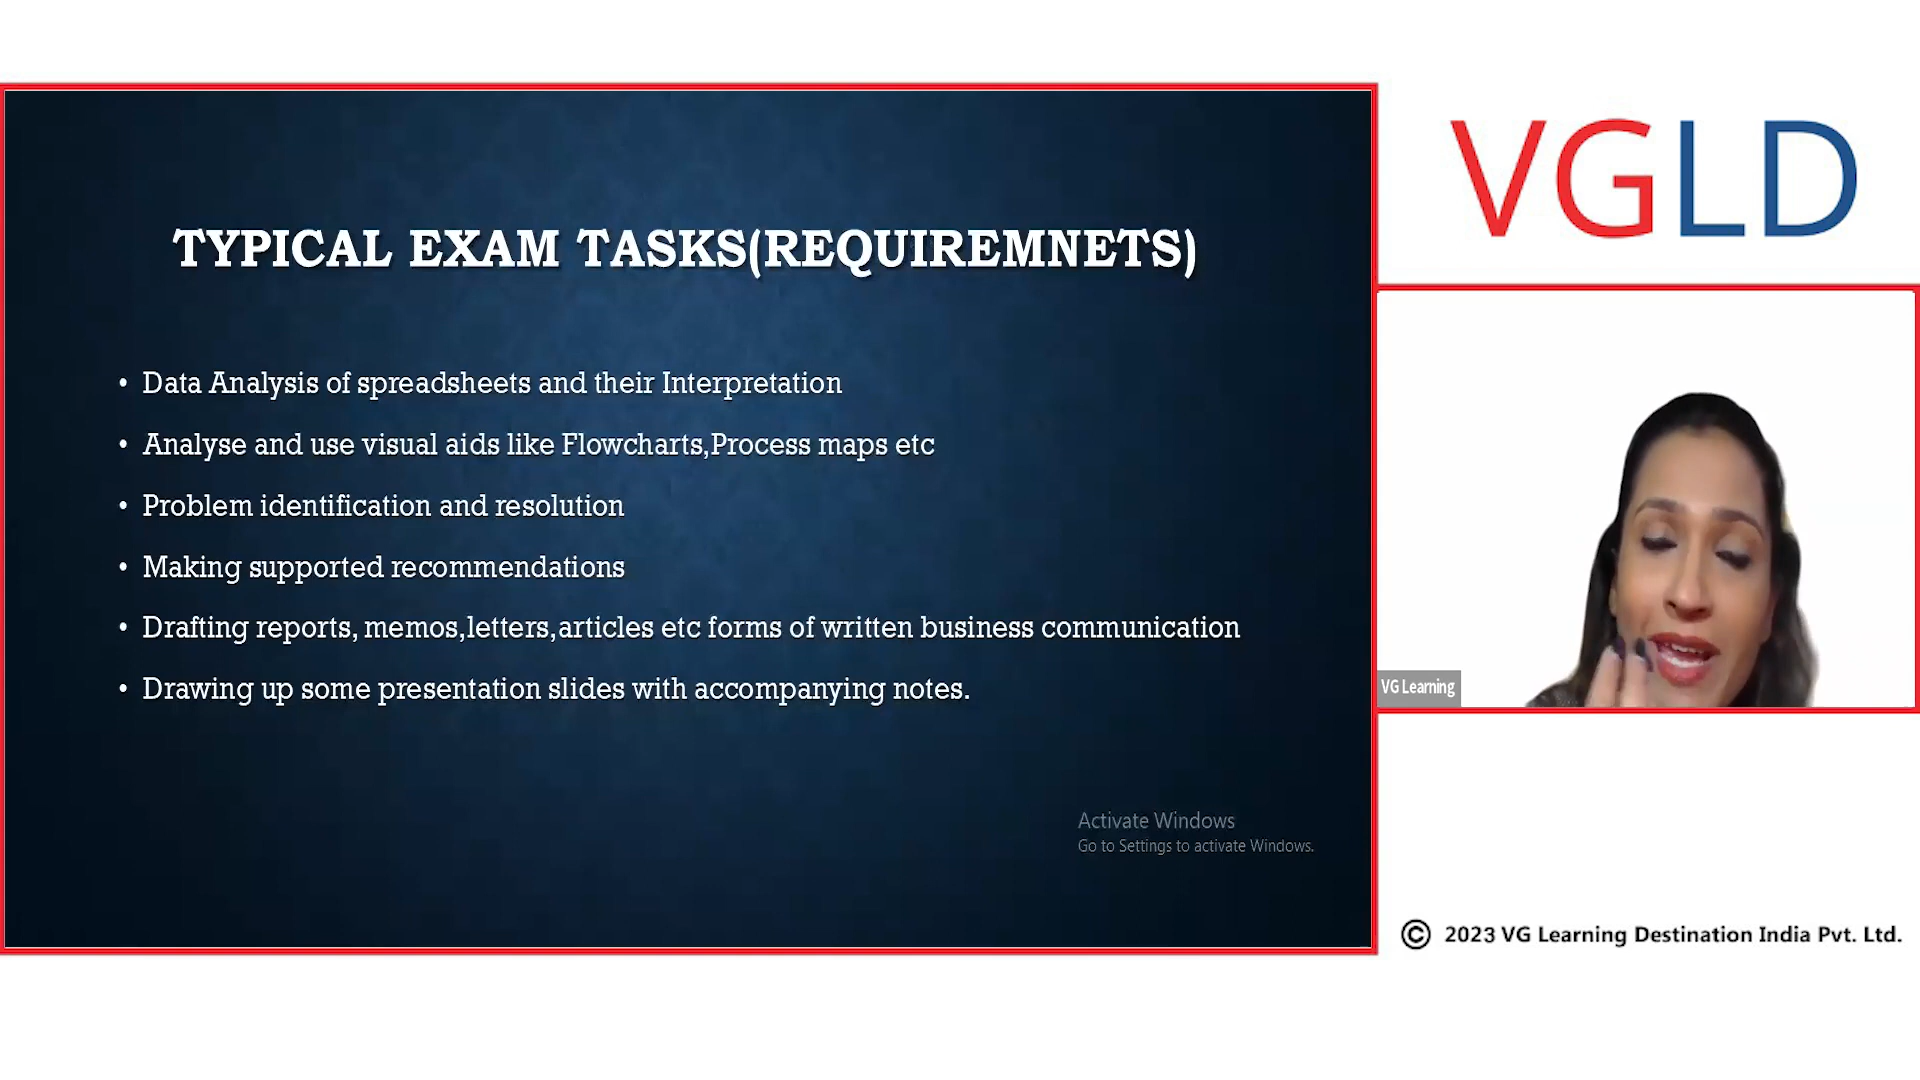 TYPICAL EXAM TASKS(REQUIREMNETS)
• Data Analysis of spreadsheets and their Interpretation
• Analyse and use visual aids like Flowcharts,Process maps etc
• Problem identification and resolution
• Making supported recommendations
• Drafting reports, memos,letters,articles etc forms of written business communication
• Drawing up some presentation slides with accompanying notes.
Activate Windows
Go to Settings to activate Windows.
VGLD
VG Learning
© 2023 VG Learning Destination India Pvt. Ltd.